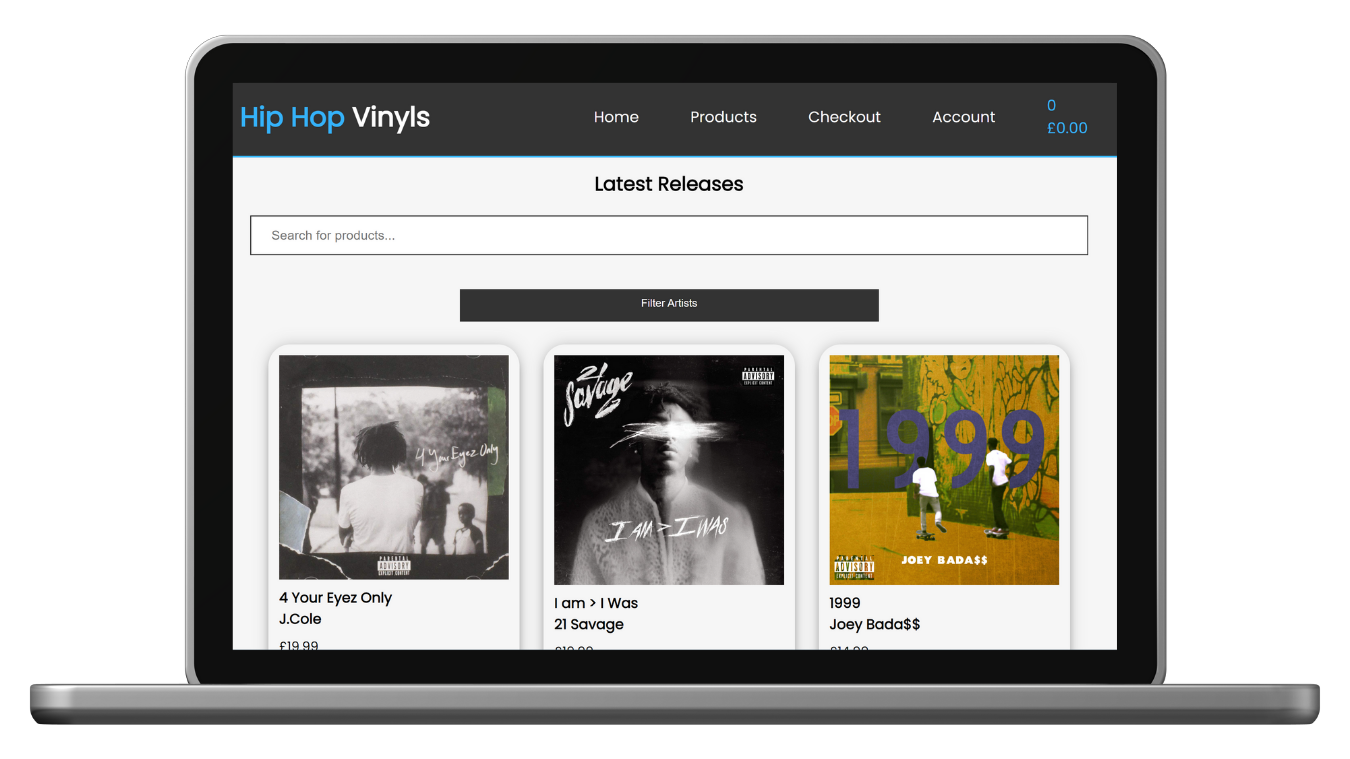 Hip Hop Vinyls
Home
Products
Checkout
Account
0
£0.00
Latest Releases
Search for products...
Filter Artists
4 Your Eyez Only
PARENTAL
ADVISORY
EXPLICIT CONTENT
21
Savage
PARENTAL
ADVISORY
EXPLICIT CONTENT
I AM > I WAS
1999
JOEY BADA$$
PARENTAL
ADVISORY
EXPLICIT CONTENT
4 Your Eyez Only
J.Cole
£19.99
I am > I Was
21 Savage
1999
Joey Bada$$